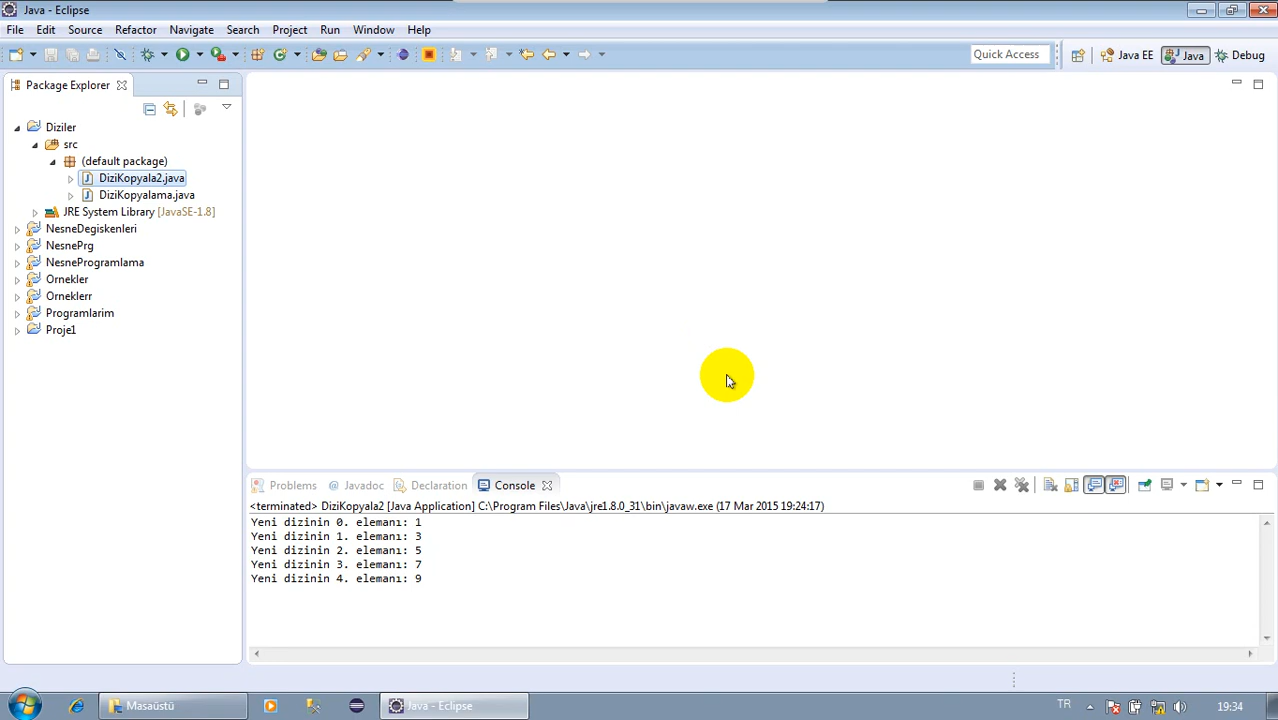 Java - Eclipse
File Edit Source Refactor Navigate Search Project Run Window Help
Quick Access Java EE Java Debug
Package Explorer
Diziler
src
(default package)
DiziKopyala2.java
DiziKopyalama.java
JRE System Library [JavaSE-1.8]
NesneDegiskenleri
NesnePrg
NesneProgramlama
Ornekler
Orneklerr
Programlarim
Proje1
Problems @ Javadoc Declaration Console
<terminated> DiziKopyala2 [Java Application] C:\Program Files\Java\jre1.8.0_31\bin\javaw.exe (17 Mar 2015 19:24:17)
Yeni dizinin 0. elemanı: 1
Yeni dizinin 1. elemanı: 3
Yeni dizinin 2. elemanı: 5
Yeni dizinin 3. elemanı: 7
Yeni dizinin 4. elemanı: 9
Masaüstü Java - Eclipse TR 19:34